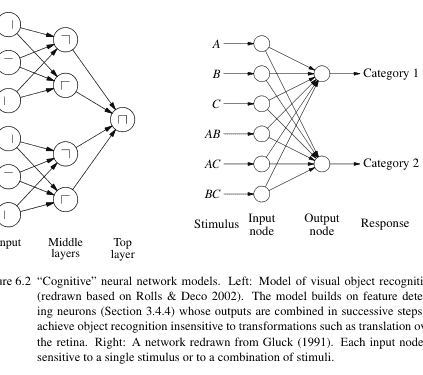 A
B
C
AB
AC
BC
Category 1
Category 2
Stimulus
Input
node
Output
node
Response
nput
Middle
layers
Top
layer
ure 6.2 “Cognitive” neural network models. Left: Model of visual object recogniti
(redrawn based on Rolls & Deco 2002). The model builds on feature dete
ing neurons (Section 3.4.4) whose outputs are combined in successive steps
achieve object recognition insensitive to transformations such as translation ov
the retina. Right: A network redrawn from Gluck (1991). Each input node
sensitive to a single stimulus or to a combination of stimuli.